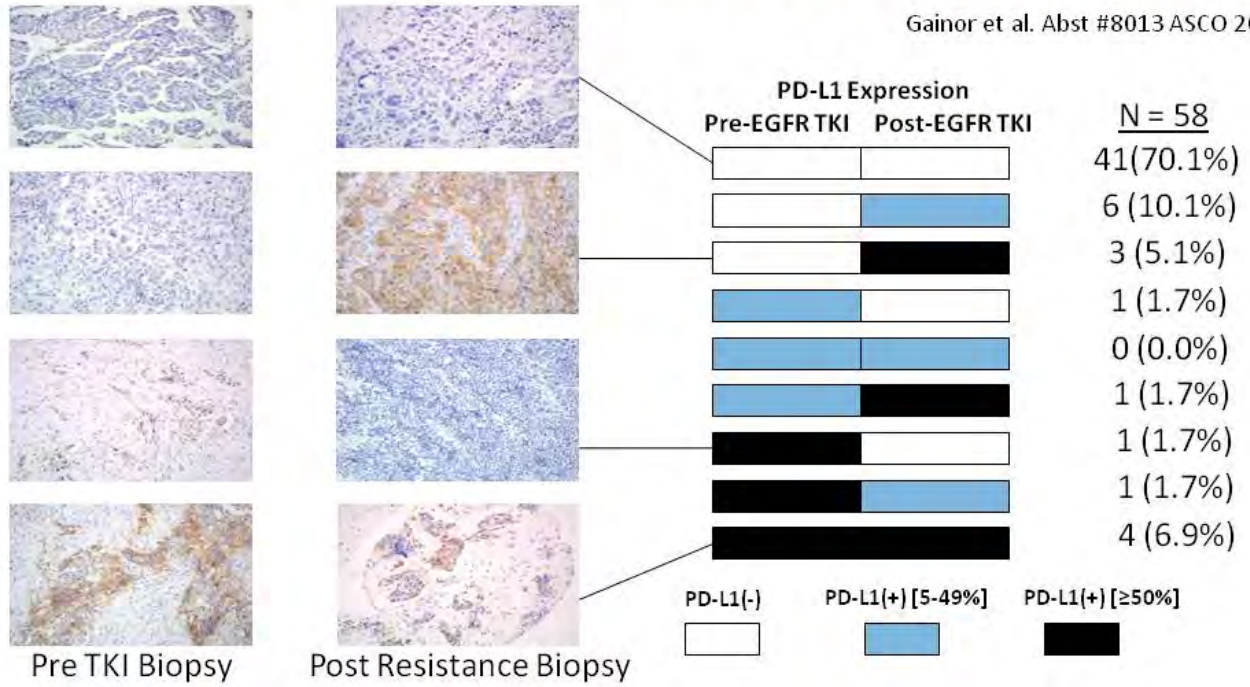 Gainor et al. Abst #8013 ASCO
PD-L1 Expression
Pre-EGFR TKI Post-EGFR TKI
N = 58
41(70.1%)
6 (10.1%)
3 (5.1%)
1 (1.7%)
0 (0.0%)
1 (1.7%)
1 (1.7%)
1 (1.7%)
4 (6.9%)
PD-L1(-) PD-L1(+) [5-49%] PD-L1(+) [≥50%]
Pre TKI Biopsy Post Resistance Biopsy